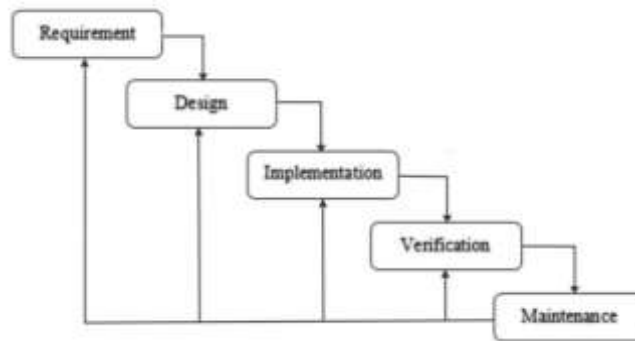 Requirement
Design
Implementation
Verification
Maintenance